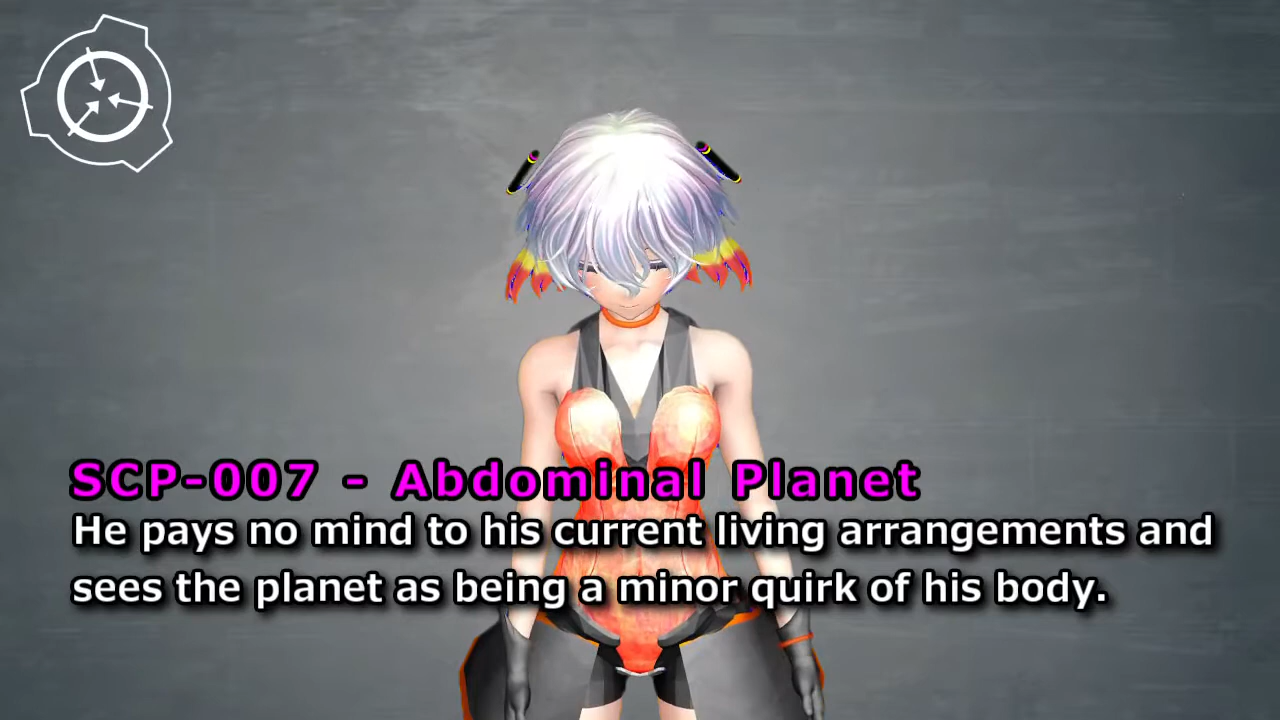 SCP-007 - Abdominal Planet
He pays no mind to his current living arrangements and
sees the planet as being a minor quirk of his body.